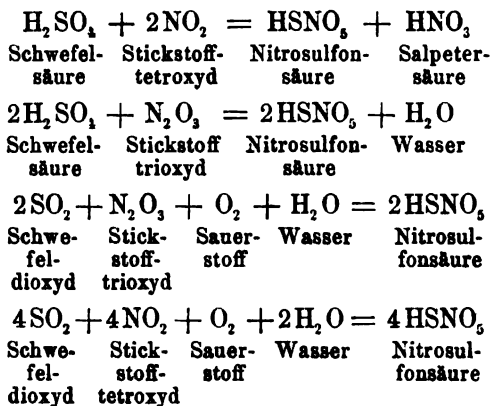 H₂SO₄ + 2NO₂ = HSNO₅ + HNO₃
Schwefel- Stickstoff- Nitrosulfon- Salpeter-
säure tetroxyd säure säure
2H₂SO₄ + N₂O₃ = 2HSNO₅ + H₂O
Schwefel- Stickstoff Nitrosulfon- Wasser
säure trioxyd säure
2SO₂ + N₂O₃ + O₂ + H₂O = 2HSNO₅
Schwe- Stick- Sauer- Wasser Nitrosul-
fel- stoff- stoff fonsäure
dioxyd trioxyd
4SO₂ + 4NO₂ + O₂ + 2H₂O = 4HSNO₅
Schwe- Stick- Sauer- Wasser Nitrosul-
fel- stoff- stoff fonsäure
dioxyd tetroxyd